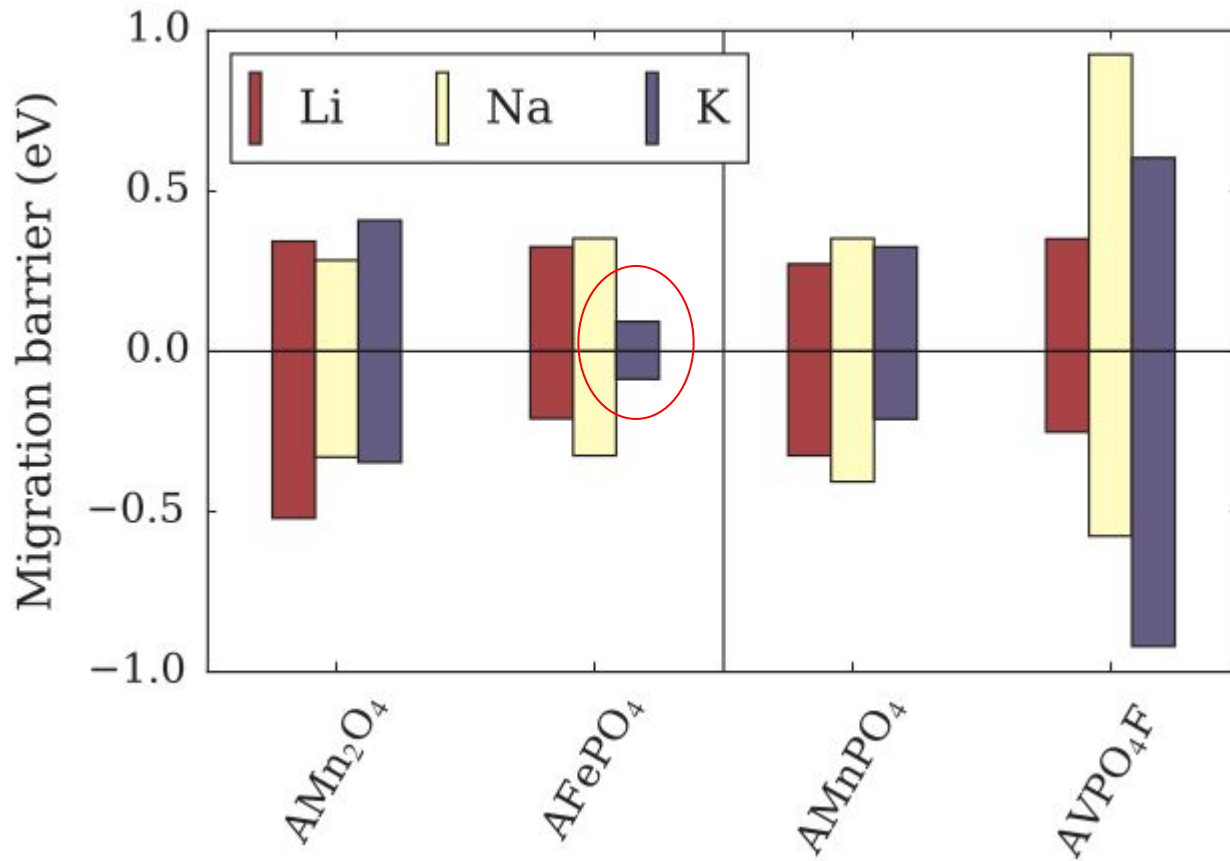 Migration barrier (eV)
1.0
0.5
0.0
−0.5
−1.0
Li Na K
AMn₂O₄
AFePO₄
AMnPO₄
AVPO₄F